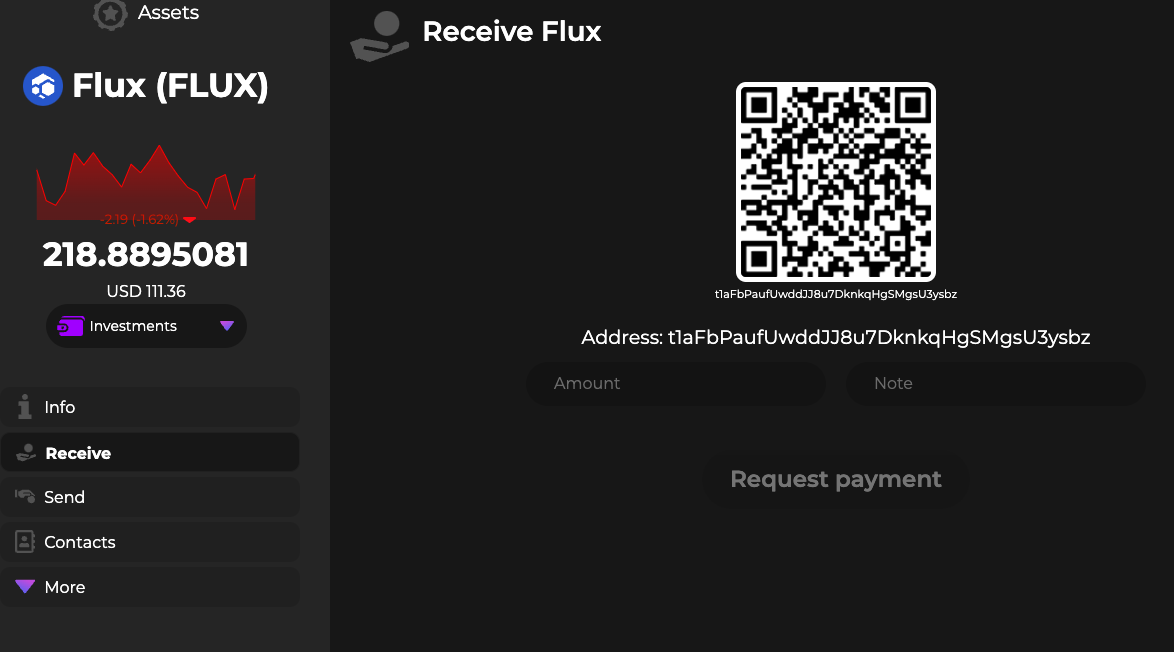 Assets
Flux (FLUX)
-2.19 (-1.62%)
218.8895081
USD 111.36
Investments
Info
Receive
Send
Contacts
More
Receive Flux
t1aFbPaufUwddJJ8u7DknkqHgSMgsU3ysbz
Address: t1aFbPaufUwddJJ8u7DknkqHgSMgsU3ysbz
Amount
Note
Request payment